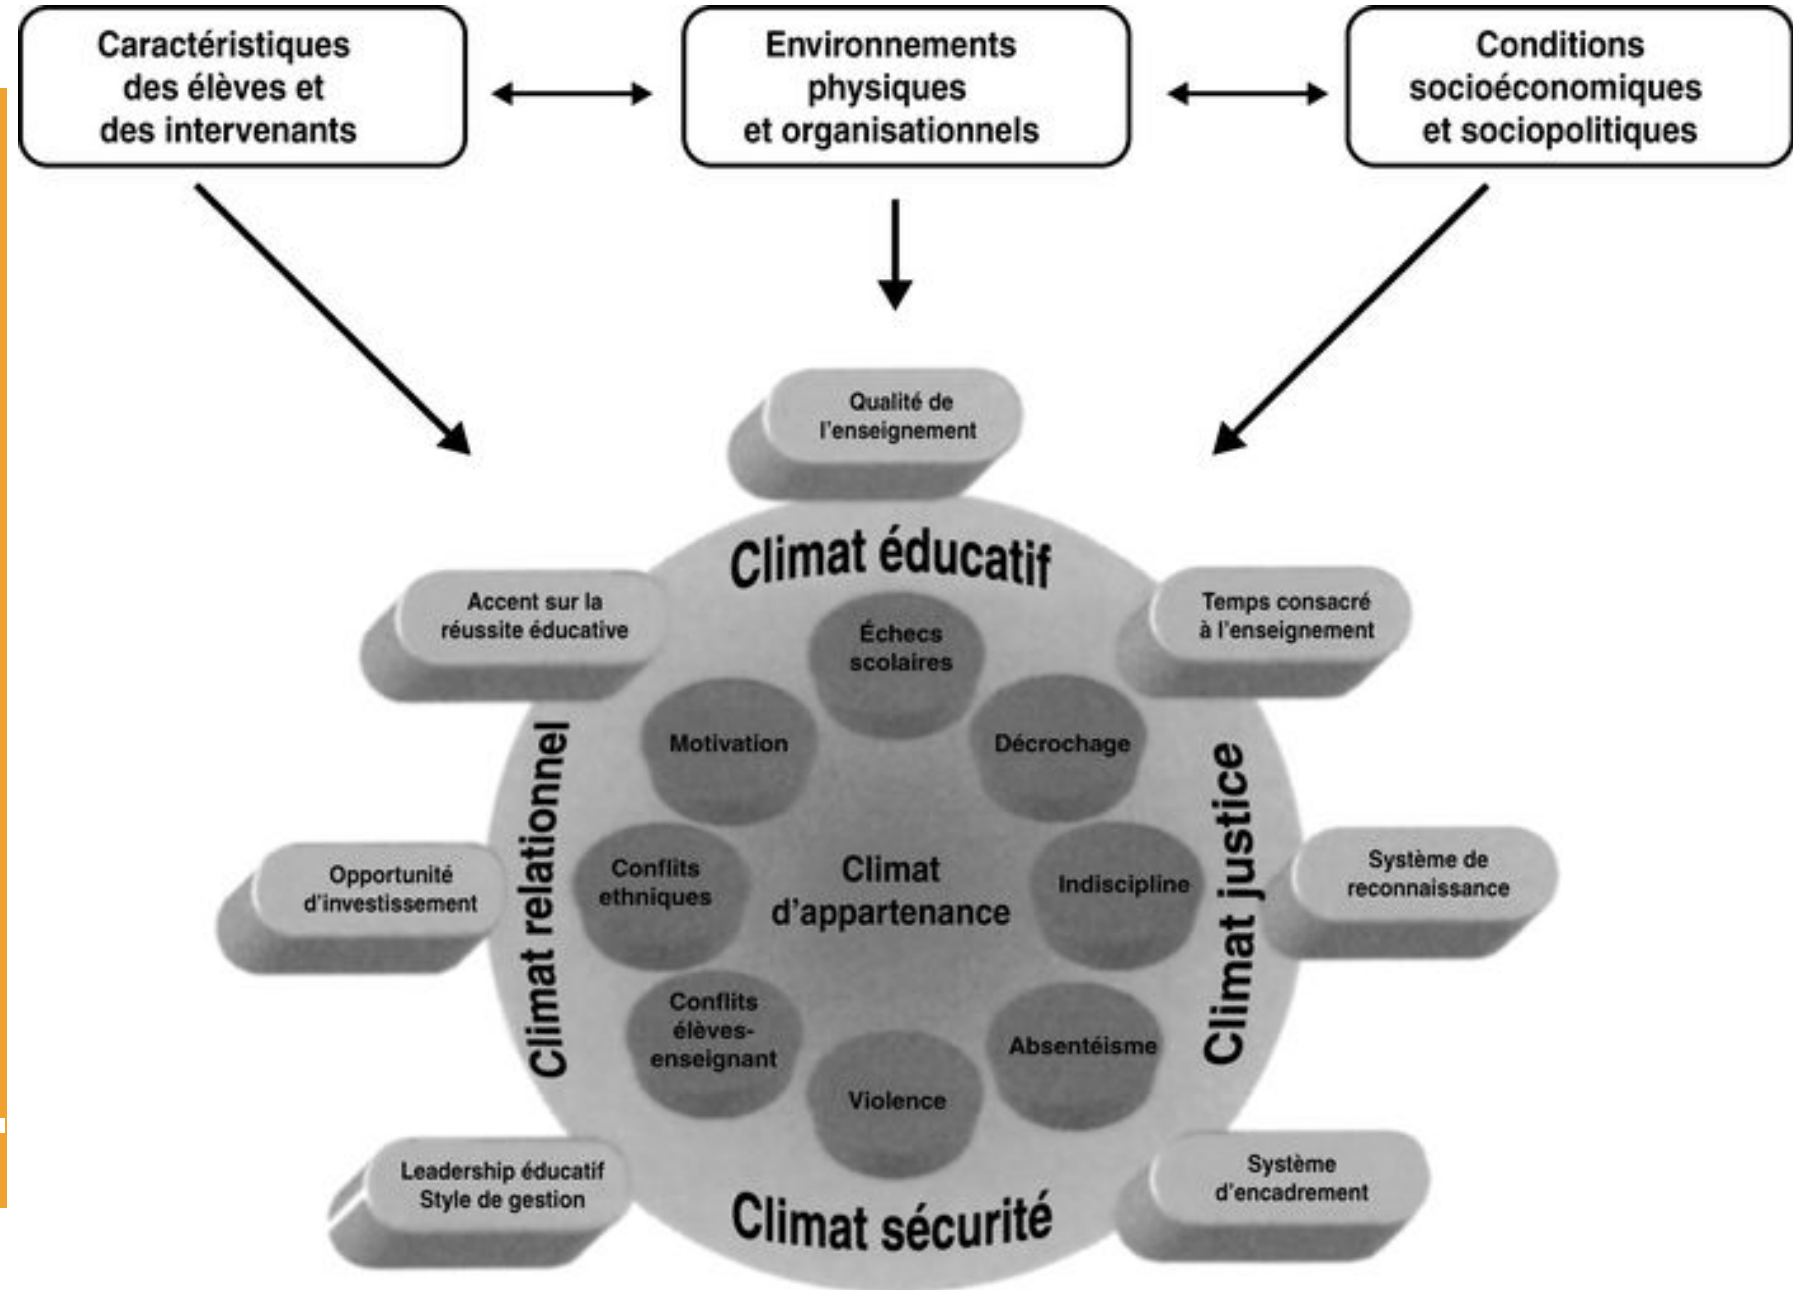 Caractéristiques
des élèves et
des intervenants
Environnements
physiques
et organisationnels
Conditions
socioéconomiques
et sociopolitiques
Qualité de
l'enseignement
Climat éducatif
Accent sur la
réussite éducative
Temps consacré
à l'enseignement
Échecs
scolaires
Motivation
Décrochage
Climat relationnel
Climat justice
Opportunité
d'investissement
Conflits
ethniques
Climat
d'appartenance
Indiscipline
Système de
reconnaissance
Conflits
élèves-
enseignant
Absentéisme
Violence
Leadership éducatif
Style de gestion
Système
d'encadrement
Climat sécurité